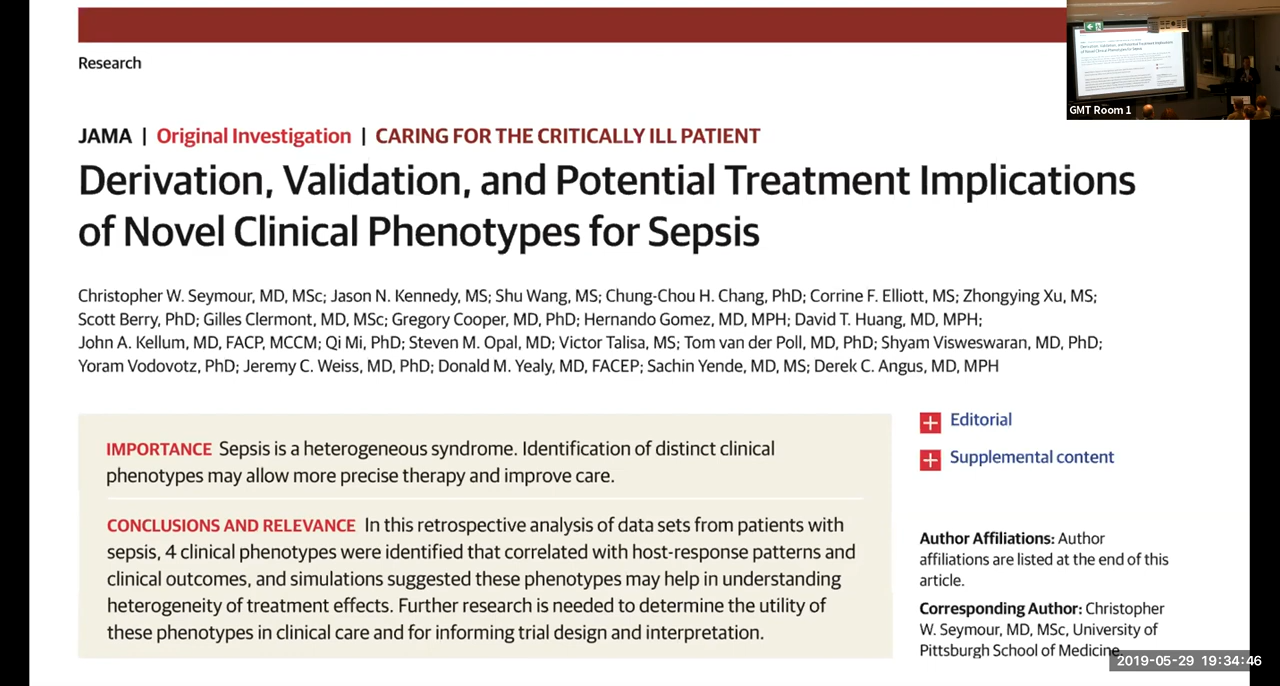 Research
GMT Room 1
JAMA | Original Investigation | CARING FOR THE CRITICALLY ILL PATIENT
Derivation, Validation, and Potential Treatment Implications
of Novel Clinical Phenotypes for Sepsis
Christopher W. Seymour, MD, MSc; Jason N. Kennedy, MS; Shu Wang, MS; Chung-Chou H. Chang, PhD; Corrine F. Elliott, MS; Zhongying Xu, MS;
Scott Berry, PhD; Gilles Clermont, MD, MSc; Gregory Cooper, MD, PhD; Hernando Gomez, MD, MPH; David T. Huang, MD, MPH;
John A. Kellum, MD, FACP, MCCM; Qi Mi, PhD; Steven M. Opal, MD; Victor Talisa, MS; Tom van der Poll, MD, PhD; Shyam Visweswaran, MD, PhD;
Yoram Vodovotz, PhD; Jeremy C. Weiss, MD, PhD; Donald M. Yealy, MD, FACEP; Sachin Yende, MD, MS; Derek C. Angus, MD, MPH
IMPORTANCE Sepsis is a heterogeneous syndrome. Identification of distinct clinical
phenotypes may allow more precise therapy and improve care.
CONCLUSIONS AND RELEVANCE In this retrospective analysis of data sets from patients with
sepsis, 4 clinical phenotypes were identified that correlated with host-response patterns and
clinical outcomes, and simulations suggested these phenotypes may help in understanding
heterogeneity of treatment effects. Further research is needed to determine the utility of
these phenotypes in clinical care and for informing trial design and interpretation.
Editorial
Supplemental content
Author Affiliations: Author
affiliations are listed at the end of this
article.
Corresponding Author: Christopher
W. Seymour, MD, MSc, University of
Pittsburgh School of Medicine,
2019-05-29 19:34:46